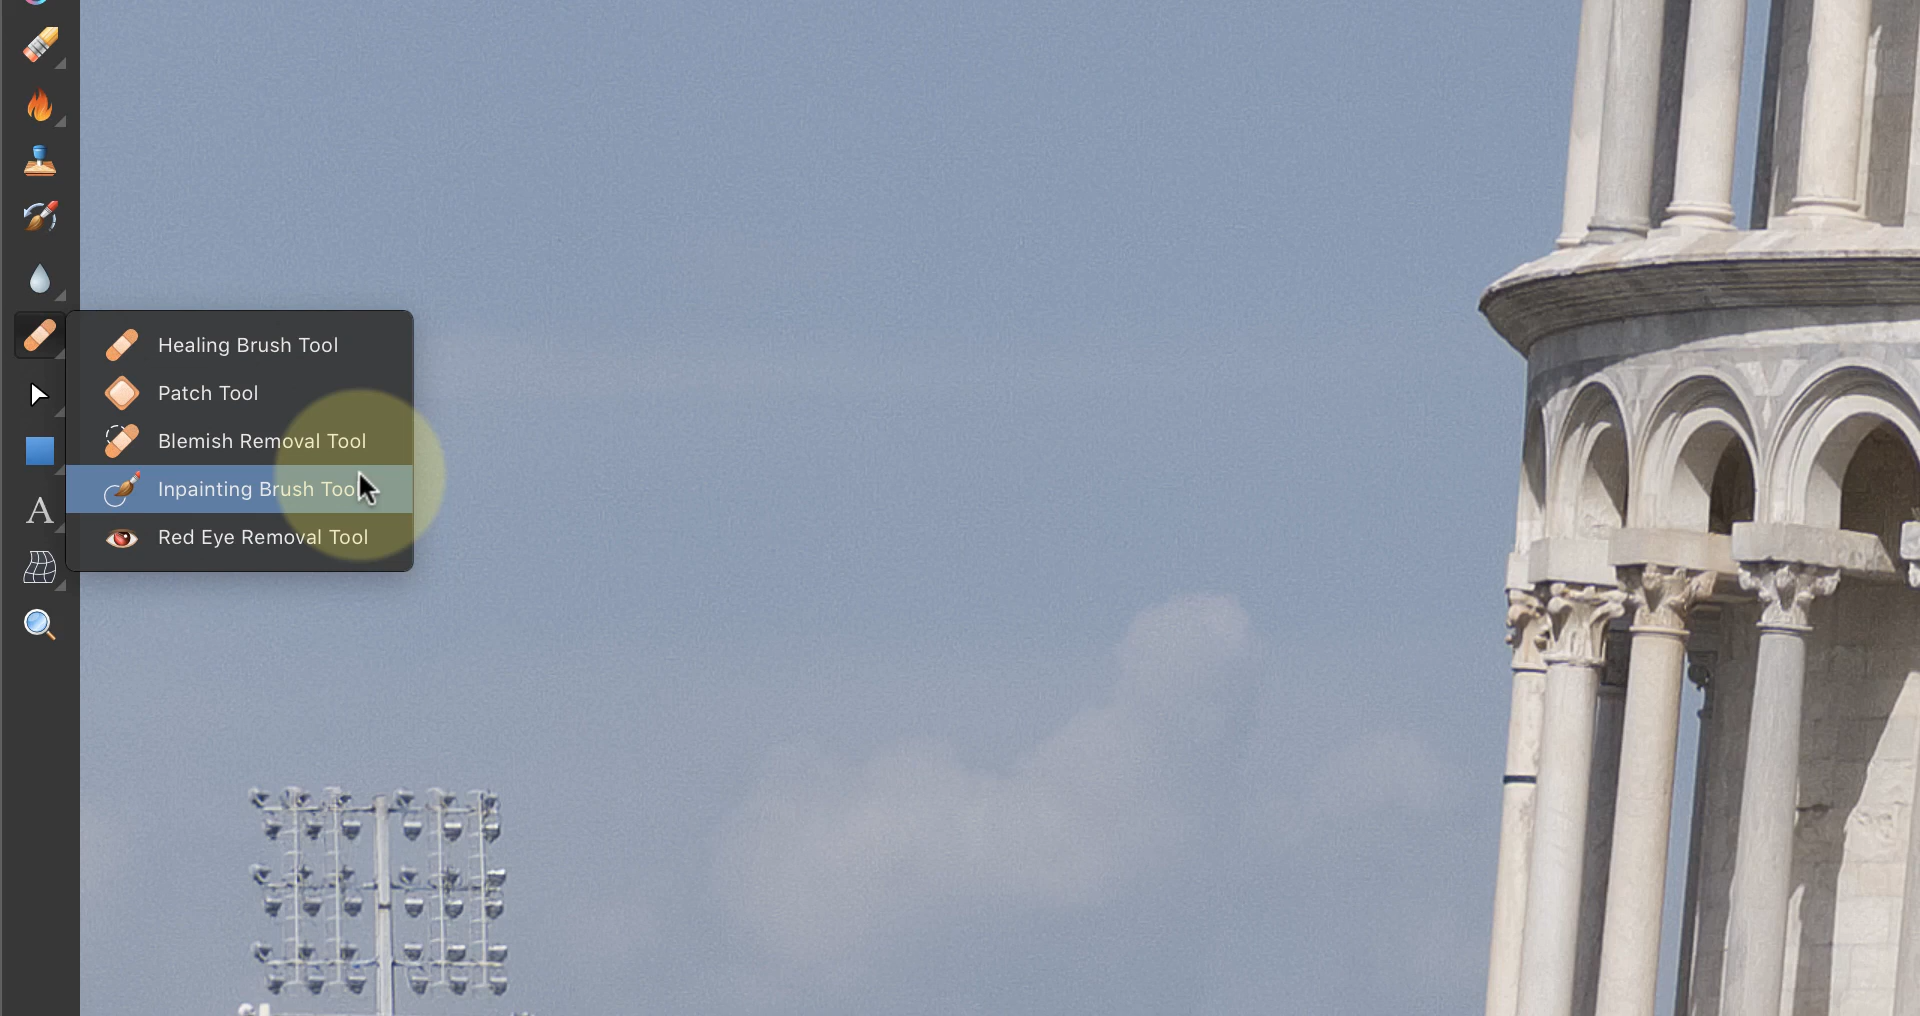 Healing Brush Tool
Patch Tool
Blemish Removal Tool
Inpainting Brush Tool
Red Eye Removal Tool
A